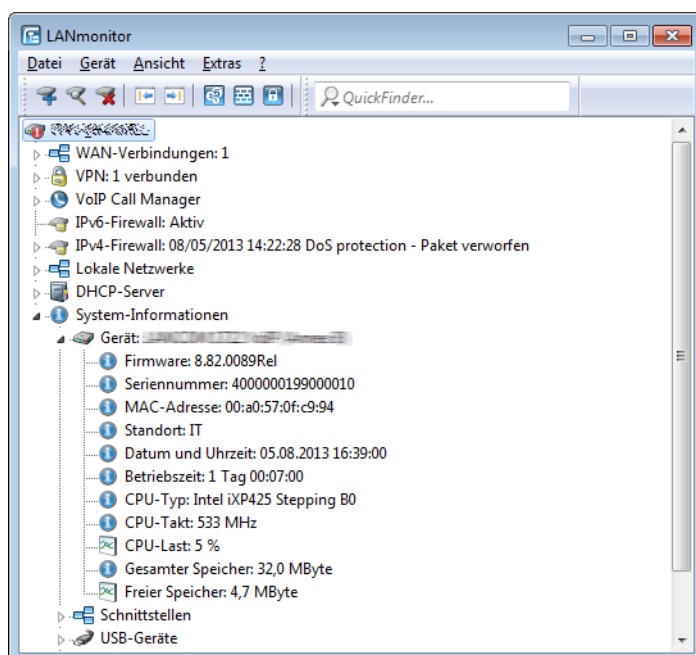 LANmonitor
Datei Gerät Ansicht Extras ?
QuickFinder...
WAN-Verbindungen: 1
VPN: 1 verbunden
VoIP Call Manager
IPv6-Firewall: Aktiv
IPv4-Firewall: 08/05/2013 14:22:28 DoS protection - Paket verworfen
Lokale Netzwerke
DHCP-Server
System-Informationen
Gerät:
Firmware: 8.82.0089Rel
Seriennummer: 4000000199000010
MAC-Adresse: 00:a0:57:0f:c9:94
Standort: IT
Datum und Uhrzeit: 05.08.2013 16:39:00
Betriebszeit: 1 Tag 00:07:00
CPU-Typ: Intel iXP425 Stepping B0
CPU-Takt: 533 MHz
CPU-Last: 5 %
Gesamter Speicher: 32,0 MByte
Freier Speicher: 4,7 MByte
Schnittstellen
USB-Geräte